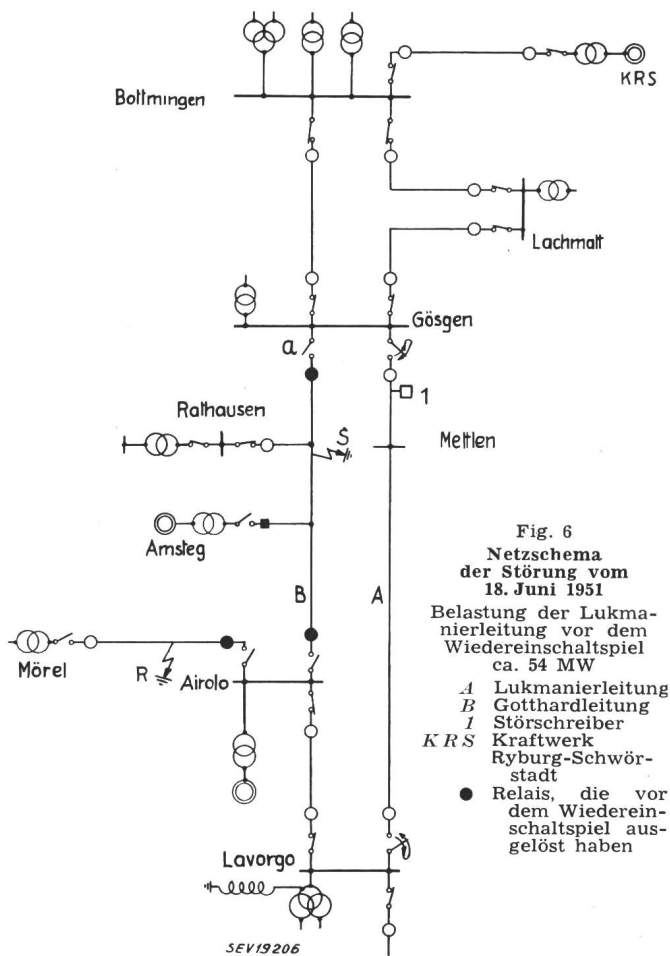 KRS
Bottmingen
Lachmatt
Gösgen
a
1
Rathausen
S
Mettlen
Amsteg
B
A
Mörel
R
Airolo
Lavorgo
SEV19206
Fig. 6
Netzschema
der Störung vom
18. Juni 1951
Belastung der Lukma-
nierleitung vor dem
Wiedereinschaltspiel
ca. 54 MW
A Lukmanierleitung
B Gotthardleitung
1 Störschreiber
KRS Kraftwerk
Ryburg-Schwör-
stadt
● Relais, die vor
dem Wiederein-
schaltspiel aus-
gelöst haben